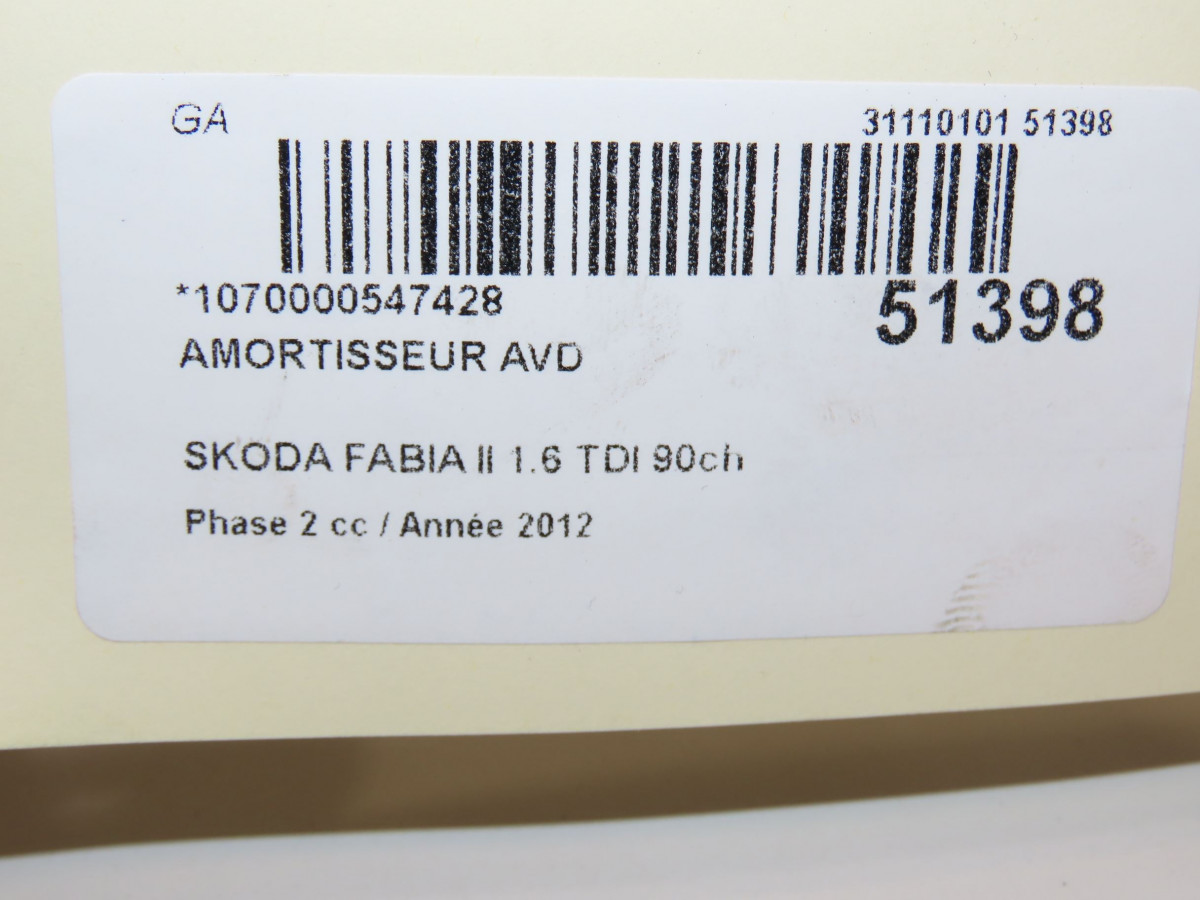 GA
31110101 51398
*1070000547428
51398
AMORTISSEUR AVD
SKODA FABIA II 1.6 TDI 90ch
Phase 2 cc / Année 2012